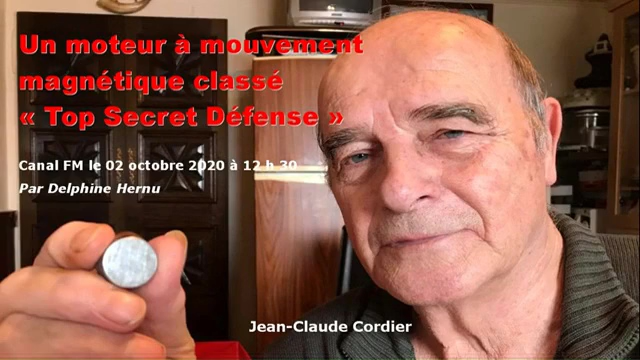 Un moteur à mouvement
magnétique classé
« Top Secret Défense »
Canal FM le 02 octobre 2020 à 12 h 30
Par Delphine Hernu
Jean-Claude Cordier